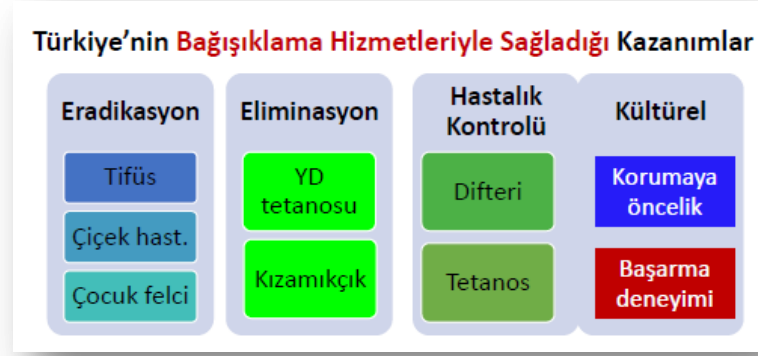 Türkiye’nin Bağışıklama Hizmetleriyle Sağladığı Kazanımlar
Eradikasyon
Tifüs
Çiçek hast.
Çocuk felci
Eliminasyon
YD
tetanosu
Kızamıkçık
Hastalık
Kontrolü
Difteri
Tetanos
Kültürel
Korumaya
öncelik
Başarma
deneyimi